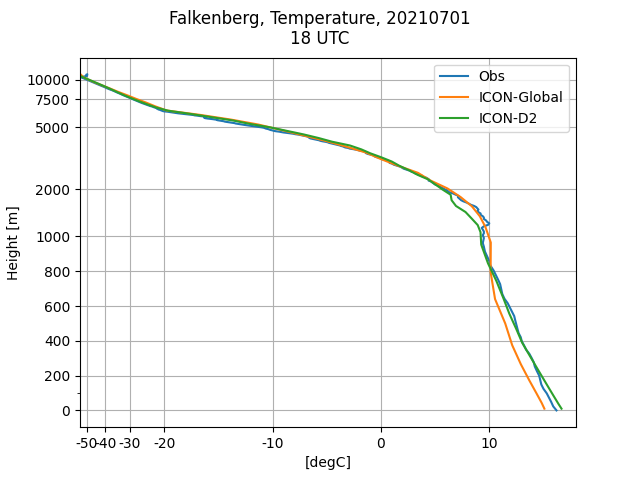 Falkenberg, Temperature, 20210701
18 UTC
10000
7500
5000
2000
1000
800
600
400
200
0
Height [m]
Obs
ICON-Global
ICON-D2
-50 -40 -30 -20 -10 0 10
[degC]